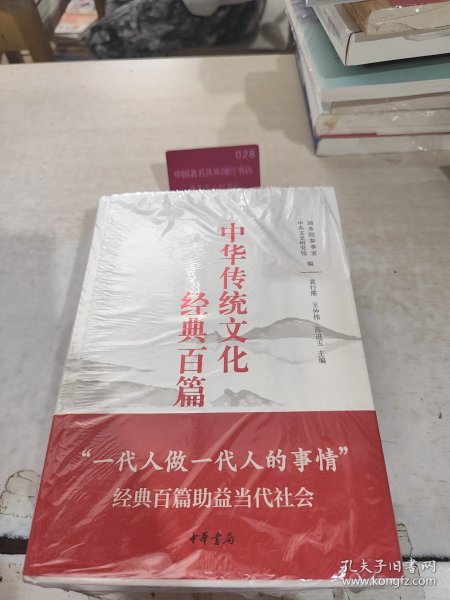 028
中华传统文化
经典百篇
国务院参事室
中央文史研究馆 编
袁行霈 王仲伟 陈进玉 主编
“一代人做一代人的事情”
经典百篇助益当代社会
中華書局
孔夫子旧书网
www.kongfz.com